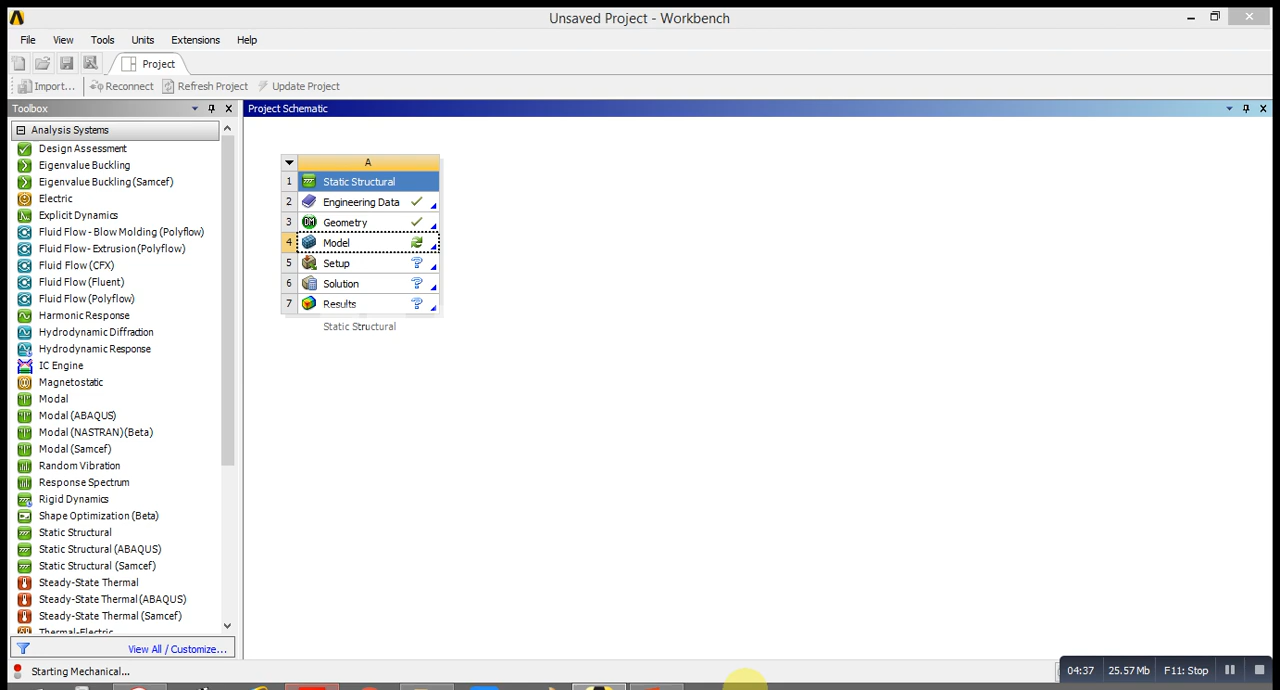 Unsaved Project - Workbench
File View Tools Units Extensions Help
Project
Import... Reconnect Refresh Project Update Project
Toolbox
Project Schematic
Analysis Systems
Design Assessment
Eigenvalue Buckling
Eigenvalue Buckling (Samcef)
Electric
Explicit Dynamics
Fluid Flow - Blow Molding (Polyflow)
Fluid Flow - Extrusion (Polyflow)
Fluid Flow (CFX)
Fluid Flow (Fluent)
Fluid Flow (Polyflow)
Harmonic Response
Hydrodynamic Diffraction
Hydrodynamic Response
IC Engine
Magnetostatic
Modal
Modal (ABAQUS)
Modal (NASTRAN) (Beta)
Modal (Samcef)
Random Vibration
Response Spectrum
Rigid Dynamics
Shape Optimization (Beta)
Static Structural
Static Structural (ABAQUS)
Static Structural (Samcef)
Steady-State Thermal
Steady-State Thermal (ABAQUS)
Steady-State Thermal (Samcef)
Thermal-Electric
View All / Customize...
A
1 Static Structural
2 Engineering Data
3 Geometry
4 Model
5 Setup
6 Solution
7 Results
Static Structural
Starting Mechanical...
04:37 25.57 Mb F11: Stop